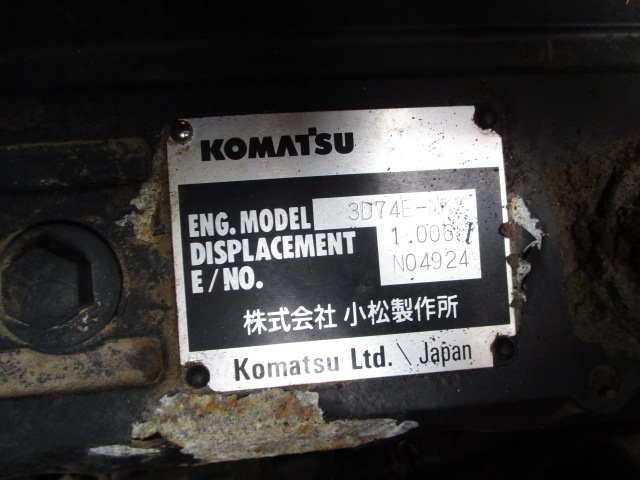 KOMATSU
ENG. MODEL
DISPLACEMENT 1.006 l
E/NO. N04924
株式会社 小松製作所
Komatsu Ltd. \ Japan